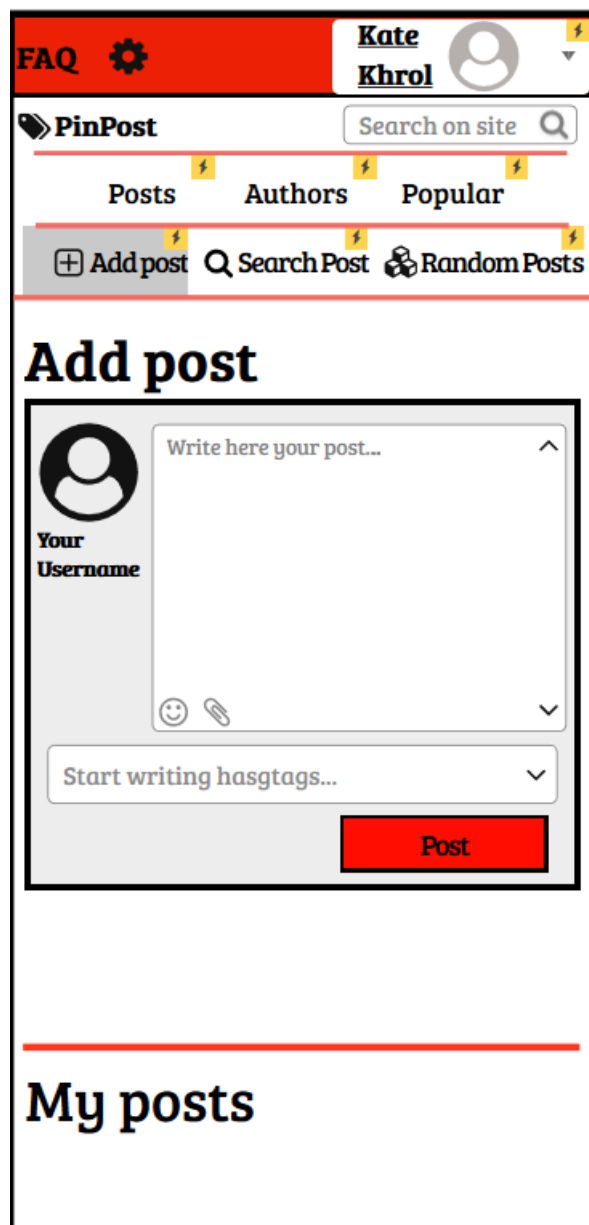 FAQ
Kate
Khrol
PinPost
Search on site
Posts Authors Popular
Add post Search Post Random Posts
Add post
Write here your post...
Your
Username
Start writing hasgtags...
Post
My posts